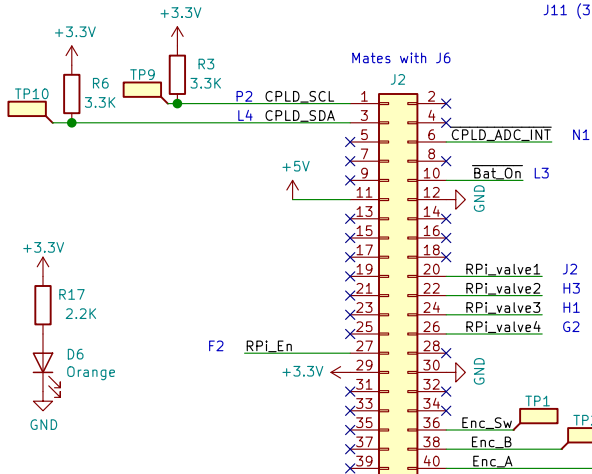 J11 (3
+3.3V
+3.3V
Mates with J6
TP9
R3
3.3K
J2
TP10
R6
3.3K
P2 CPLD_SCL 1 2
L4 CPLD_SDA 3 4
5 6 CPLD_ADC_INT N1
7 8
9 10 Bat_On L3
+5V
11 12 GND
13 14
15 16
17 18
+3.3V
19 20 RPi_valve1 J2
R17
2.2K
21 22 RPi_valve2 H3
23 24 RPi_valve3 H1
25 26 RPi_valve4 G2
F2 RPi_En 27 28
D6
Orange
+3.3V 29 30 GND
31 32
33 34
GND
TP1
35 36 Enc_Sw
37 38 Enc_B
39 40 Enc_A